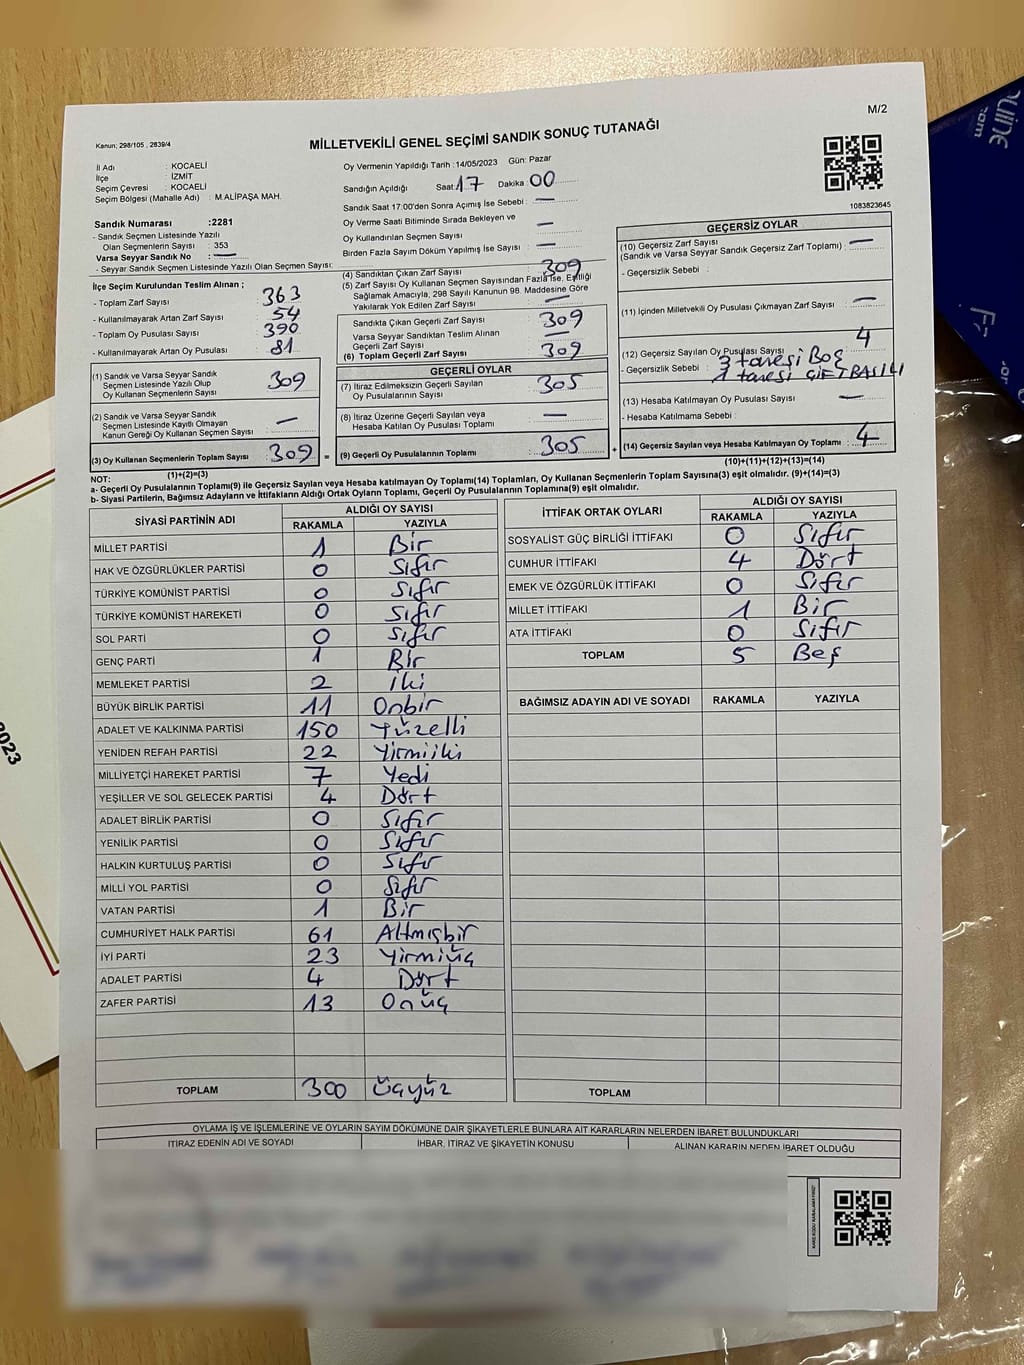 M/2
Kanun; 298/105 , 2839/4
MİLLETVEKİLİ GENEL SEÇİMİ SANDIK SONUÇ TUTANAĞI
1083823645
İl Adı : KOCAELİ
İlçe : İZMİT
Seçim Çevresi : KOCAELİ
Seçim Bölgesi (Mahalle Adı) : M.ALİPAŞA MAH.
Sandık Numarası :2281
- Sandık Seçmen Listesinde Yazılı
Olan Seçmenlerin Sayısı : 353
Varsa Seyyar Sandık No : —
- Seyyar Sandık Seçmen Listesinde Yazılı Olan Seçmen Sayısı:
İlçe Seçim Kurulundan Teslim Alınan ;
- Toplam Zarf Sayısı : 363
- Kullanılmayarak Artan Zarf Sayısı : 54
- Toplam Oy Pusulası Sayısı : 390
- Kullanılmayarak Artan Oy Pusulası : 81
(1) Sandık ve Varsa Seyyar Sandık
Seçmen Listesinde Yazılı Olup
Oy Kullanan Seçmenlerin Sayısı : 309
(2) Sandık ve Varsa Seyyar Sandık
Seçmen Listesinde Kayıtlı Olmayan
Kanun Gereği Oy Kullanan Seçmen Sayısı : —
(3) Oy Kullanan Seçmenlerin Toplam Sayısı : 309
(1)+(2)=(3)
Oy Vermenin Yapıldığı Tarih :14/05/2023 Gün: Pazar
Sandığın Açıldığı Saat: 17 Dakika : 00
Sandık Saat 17:00'den Sonra Açımış İse Sebebi : —
Oy Verme Saati Bitiminde Sırada Bekleyen ve
Oy Kullandırılan Seçmen Sayısı : —
Birden Fazla Sayım Döküm Yapılmış İse Sayısı : —
(4) Sandıktan Çıkan Zarf Sayısı : 309
(5) Zarf Sayısı Oy Kullanan Seçmen Sayısından Fazla İse, Eşitliği
Sağlamak Amacıyla, 298 Sayılı Kanunun 98. Maddesine Göre
Yakılarak Yok Edilen Zarf Sayısı : —
Sandıkta Çıkan Geçerli Zarf Sayısı : 309
Varsa Seyyar Sandıktan Teslim Alınan
Geçerli Zarf Sayısı : —
(6) Toplam Geçerli Zarf Sayısı : 309
GEÇERLİ OYLAR
(7) İtiraz Edilmeksizin Geçerli Sayılan
Oy Pusulalarının Sayısı : 305
(8) İtiraz Üzerine Geçerli Sayılan veya
Hesaba Katılan Oy Pusulası Toplamı : —
= (9) Geçerli Oy Pusulalarının Toplamı : 305
GEÇERSİZ OYLAR
(10) Geçersiz Zarf Sayısı
(Sandık ve Varsa Seyyar Sandık Geçersiz Zarf Toplamı) : —
- Geçersizlik Sebebi :
(11) İçinden Milletvekili Oy Pusulası Çıkmayan Zarf Sayısı : —
(12) Geçersiz Sayılan Oy Pusulası Sayısı : 4
- Geçersizlik Sebebi : 3 tanesi Boş
1 tanesi ÇİFT BASILI
(13) Hesaba Katılmayan Oy Pusulası Sayısı : —
- Hesaba Katılmama Sebebi :
+ (14) Geçersiz Sayılan veya Hesaba Katılmayan Oy Toplamı : 4
(10)+(11)+(12)+(13)=(14)
NOT:
a- Geçerli Oy Pusulalarının Toplamı(9) ile Geçersiz Sayılan veya Hesaba Katılmayan Oy Toplamı(14) Toplamları, Oy Kullanan Seçmenlerin Toplam Sayısına(3) eşit olmalıdır. (9)+(14)=(3)
b- Siyasi Partilerin, Bağımsız Adayların ve İttifakların Aldığı Ortak Oyların Toplamı, Geçerli Oy Pusulalarının Toplamına(9) eşit olmalıdır.
SİYASİ PARTİNİN ADI ALDIĞI OY SAYISI
RAKAMLA YAZIYLA
MİLLET PARTİSİ 1 Bir
HAK VE ÖZGÜRLÜKLER PARTİSİ 0 Sıfır
TÜRKİYE KOMÜNİST PARTİSİ 0 Sıfır
TÜRKİYE KOMÜNİST HAREKETİ 0 Sıfır
SOL PARTİ 0 Sıfır
GENÇ PARTİ 1 Bir
MEMLEKET PARTİSİ 2 İki
BÜYÜK BİRLİK PARTİSİ 11 Onbir
ADALET VE KALKINMA PARTİSİ 150 Yüzelli
YENİDEN REFAH PARTİSİ 22 Yirmiiki
MİLLİYETÇİ HAREKET PARTİSİ 7 Yedi
YEŞİLLER VE SOL GELECEK PARTİSİ 4 Dört
ADALET BİRLİK PARTİSİ 0 Sıfır
YENİLİK PARTİSİ 0 Sıfır
HALKIN KURTULUŞ PARTİSİ 0 Sıfır
MİLLİ YOL PARTİSİ 0 Sıfır
VATAN PARTİSİ 1 Bir
CUMHURİYET HALK PARTİSİ 61 Altmışbir
İYİ PARTİ 23 Yirmiüç
ADALET PARTİSİ 4 Dört
ZAFER PARTİSİ 13 Onüç
TOPLAM 300 Üçyüz
İTTİFAK ORTAK OYLARI ALDIĞI OY SAYISI
RAKAMLA YAZIYLA
SOSYALİST GÜÇ BİRLİĞİ İTTİFAKI 0 Sıfır
CUMHUR İTTİFAKI 4 Dört
EMEK VE ÖZGÜRLÜK İTTİFAKI 0 Sıfır
MİLLET İTTİFAKI 1 Bir
ATA İTTİFAKI 0 Sıfır
TOPLAM 5 Beş
BAĞIMSIZ ADAYIN ADI VE SOYADI RAKAMLA YAZIYLA
TOPLAM
OYLAMA İŞ VE İŞLEMLERİNE VE OYLARIN SAYIM DÖKÜMÜNE DAİR ŞİKAYETLERLE BUNLARA AİT KARARLARIN NELERDEN İBARET BULUNDUKLARI
İTİRAZ EDENİN ADI VE SOYADI İHBAR, İTİRAZ VE ŞİKAYETİN KONUSU ALINAN KARARIN NEDEN İBARET OLDUĞU
2023